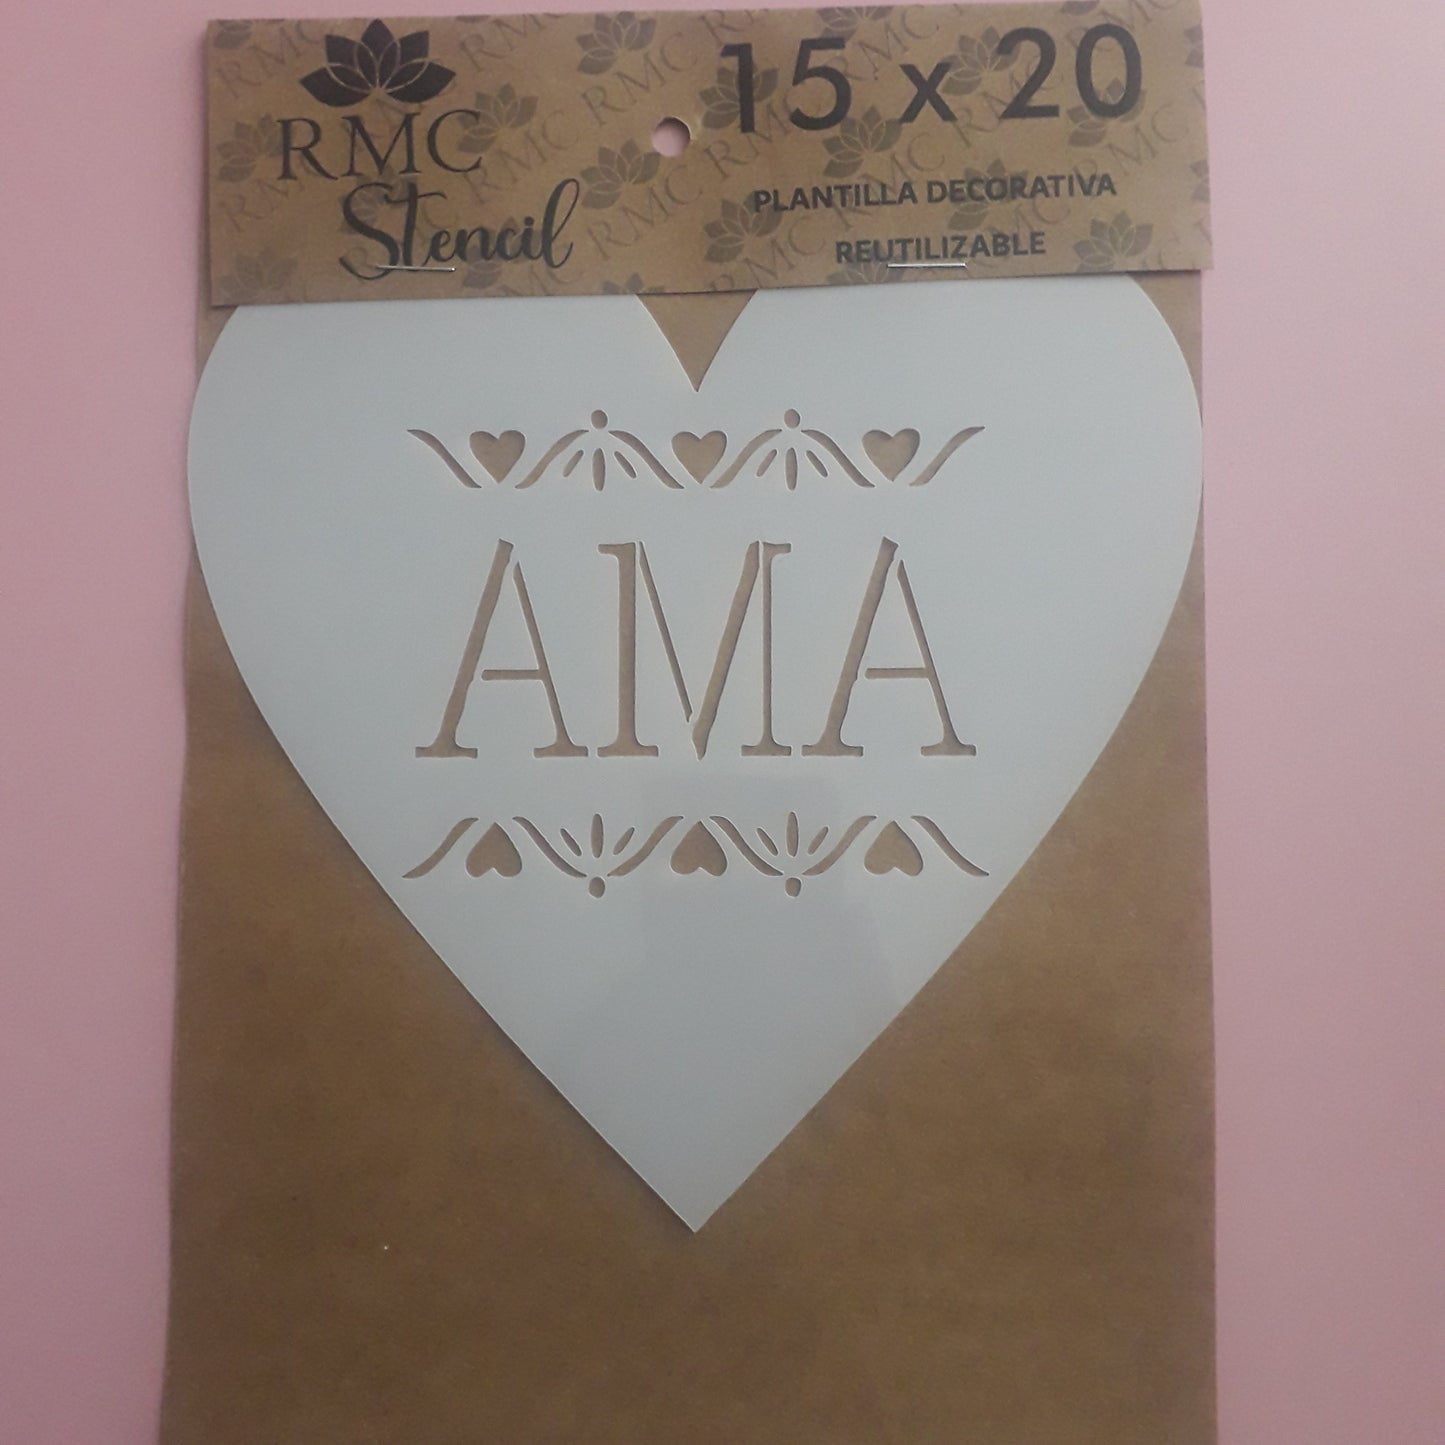 RMC
Stencil
15 x 20
PLANTILLA DECORATIVA
REUTILIZABLE
AMA